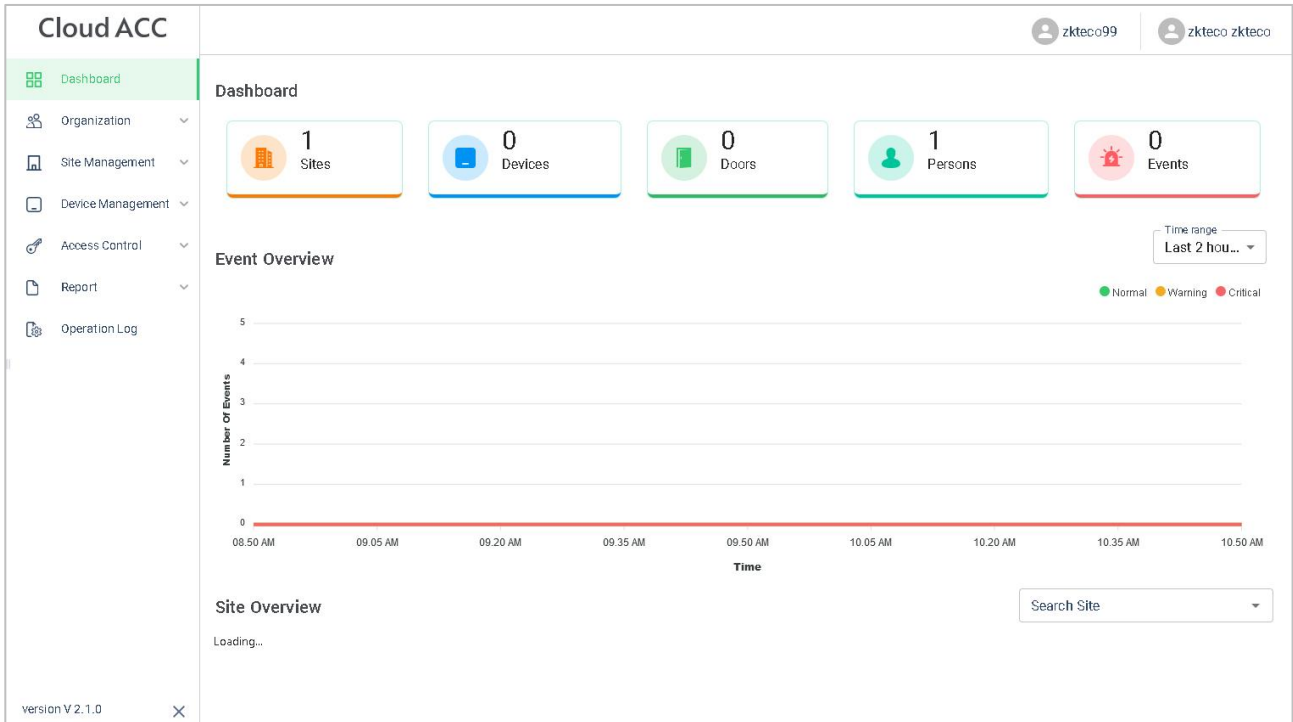 Cloud ACC
zkteco99
zkteco zkteco
Dashboard
Organization
Site Management
Device Management
Access Control
Report
Operation Log
version V 2.1.0
Dashboard
1
Sites
0
Devices
0
Doors
1
Persons
0
Events
Event Overview
Time range
Last 2 hou...
Normal
Warning
Critical
Number Of Events
5
4
3
2
1
0
08.50 AM
09.05 AM
09.20 AM
09.35 AM
09.50 AM
10.05 AM
10.20 AM
10.35 AM
10.50 AM
Time
Site Overview
Search Site
Loading...